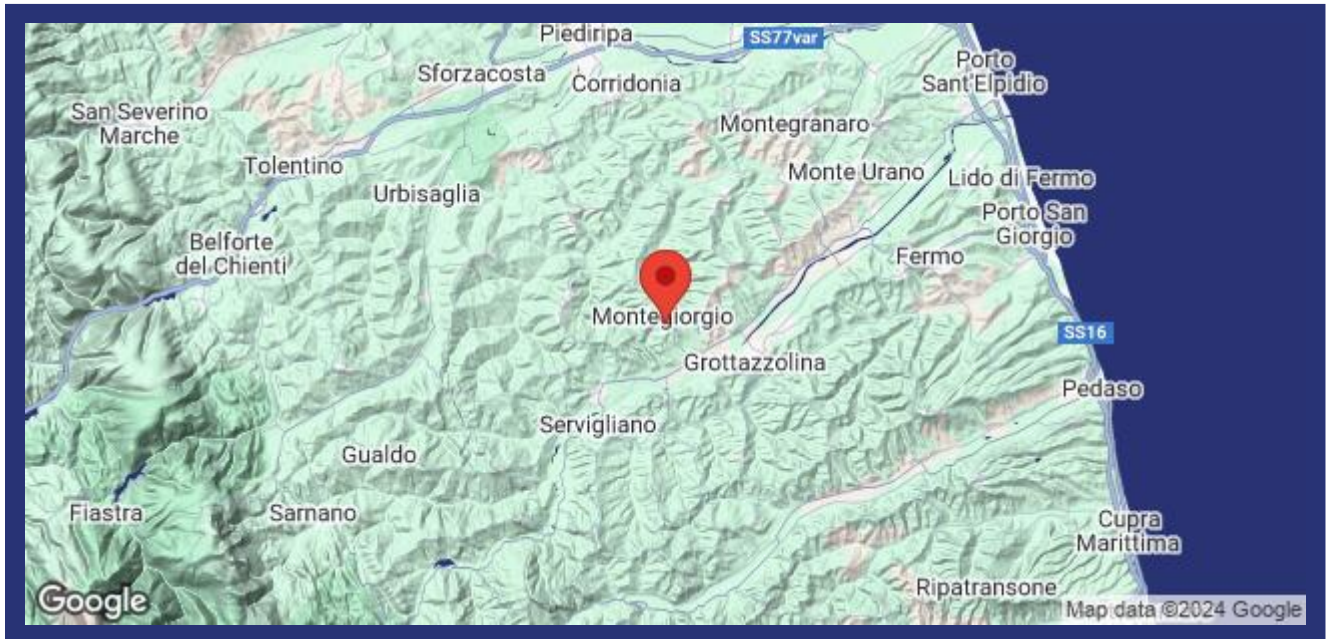 Piediripa
SS77var
Porto
Sant'Elpidio
Sforzacosta
Corridonia
San Severino
Marche
Montegranaro
Tolentino
Monte Urano
Lido di Fermo
Urbisaglia
Porto San
Giorgio
Belforte
del Chienti
Fermo
Montegiorgio
SS16
Grottazzolina
Pedaso
Servigliano
Gualdo
Fiastra
Sarnano
Cupra
Marittima
Ripatransone
Google
Map data ©2024 Google